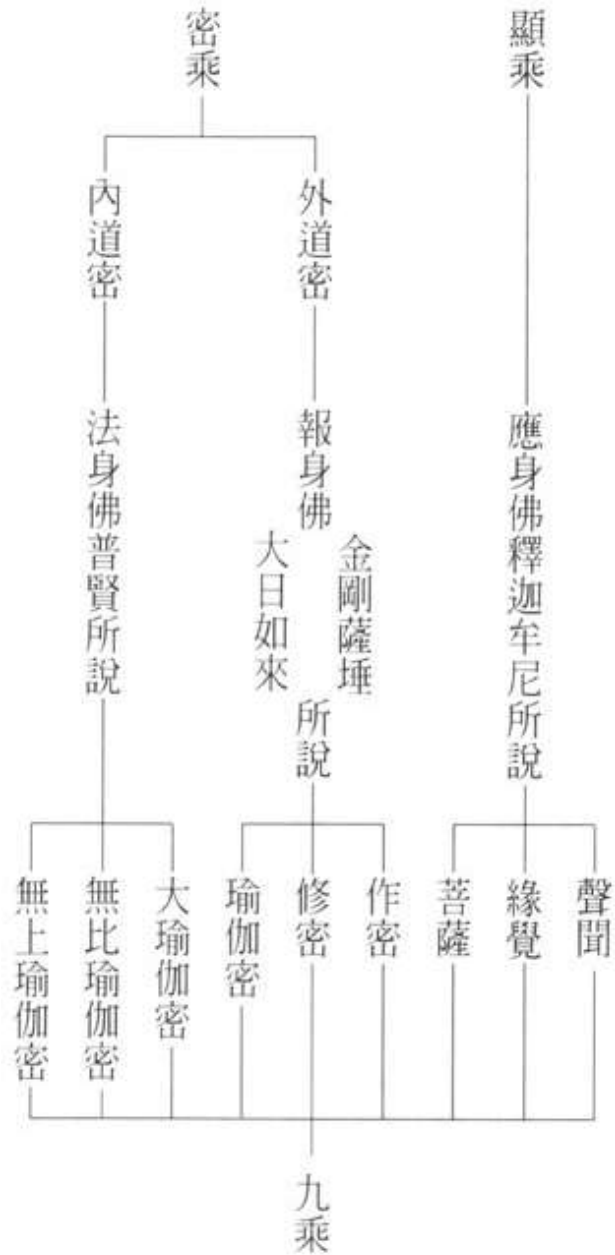 顯乘
應身佛釋迦牟尼所說
聲聞
緣覺
菩薩
密乘
外道密
報身佛
金剛薩埵
大日如來
所說
作密
修密
瑜伽密
內道密
法身佛普賢所說
大瑜伽密
無比瑜伽密
無上瑜伽密
九乘